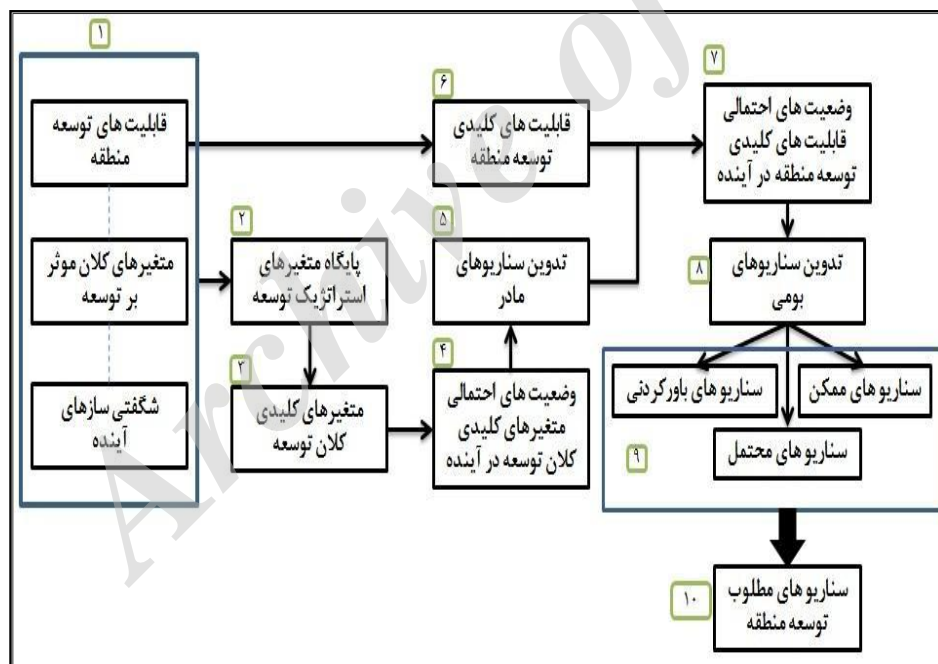 ۱
قابلیت های توسعه
منطقه
متغیرهای کلان موثر
بر توسعه
شگفتی سازهای
آینده
۲
پایگاه متغیرهای
استراتژیک توسعه
۳
متغیرهای کلیدی
کلان توسعه
۴
وضعیت های احتمالی
متغیرهای کلیدی
کلان توسعه در آینده
۵
تدوین سناریوهای
مادر
۶
قابلیت های کلیدی
توسعه منطقه
۷
وضعیت های احتمالی
قابلیت های کلیدی
توسعه منطقه در آینده
۸
تدوین سناریوهای
بومی
سناریو های باورکردنی
سناریو های ممکن
سناریو های محتمل
۹
۱۰
سناریو های مطلوب
توسعه منطقه
Archive of